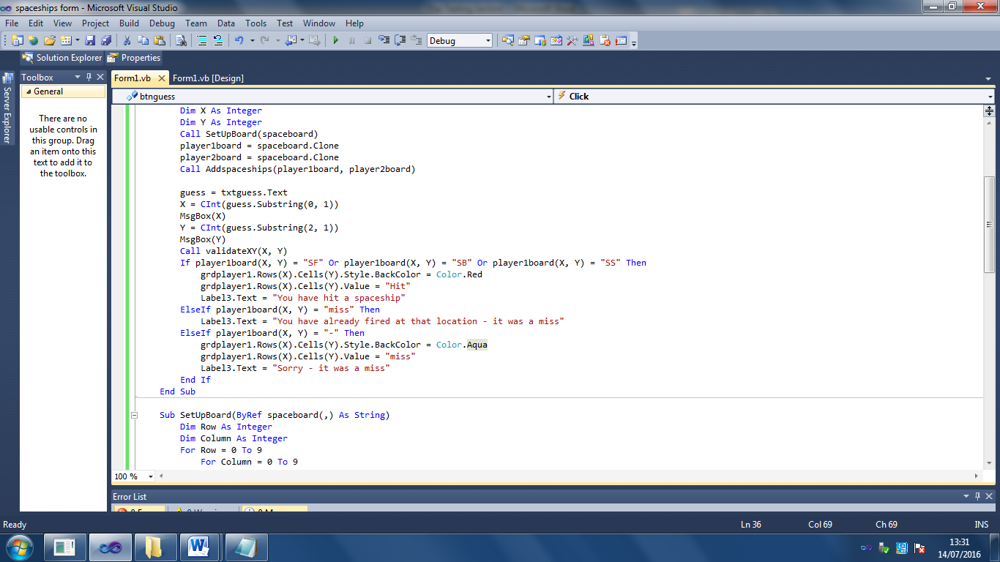 spaceships form - Microsoft Visual Studio
File Edit View Project Build Debug Team Data Tools Test Window Help
Debug
Solution Explorer Properties
Server Explorer
Toolbox
General
There are no
usable controls in
this group. Drag
an item onto this
text to add it to
the toolbox.
Form1.vb Form1.vb [Design]
btnguess Click
Dim X As Integer
Dim Y As Integer
Call SetUpBoard(spaceboard)
player1board = spaceboard.Clone
player2board = spaceboard.Clone
Call Addspaceships(player1board, player2board)
guess = txtguess.Text
X = CInt(guess.Substring(0, 1))
MsgBox(X)
Y = CInt(guess.Substring(2, 1))
MsgBox(Y)
Call validateXY(X, Y)
If player1board(X, Y) = "SF" Or player1board(X, Y) = "SB" Or player1board(X, Y) = "SS" Then
grdplayer1.Rows(X).Cells(Y).Style.BackColor = Color.Red
grdplayer1.Rows(X).Cells(Y).Value = "Hit"
Label3.Text = "You have hit a spaceship"
ElseIf player1board(X, Y) = "miss" Then
Label3.Text = "You have already fired at that location - it was a miss"
ElseIf player1board(X, Y) = "-" Then
grdplayer1.Rows(X).Cells(Y).Style.BackColor = Color.Aqua
grdplayer1.Rows(X).Cells(Y).Value = "miss"
Label3.Text = "Sorry - it was a miss"
End If
End Sub
Sub SetUpBoard(ByRef spaceboard(,) As String)
Dim Row As Integer
Dim Column As Integer
For Row = 0 To 9
For Column = 0 To 9
100 %
Error List
Ready Ln 36 Col 69 Ch 69 INS
13:31
14/07/2016